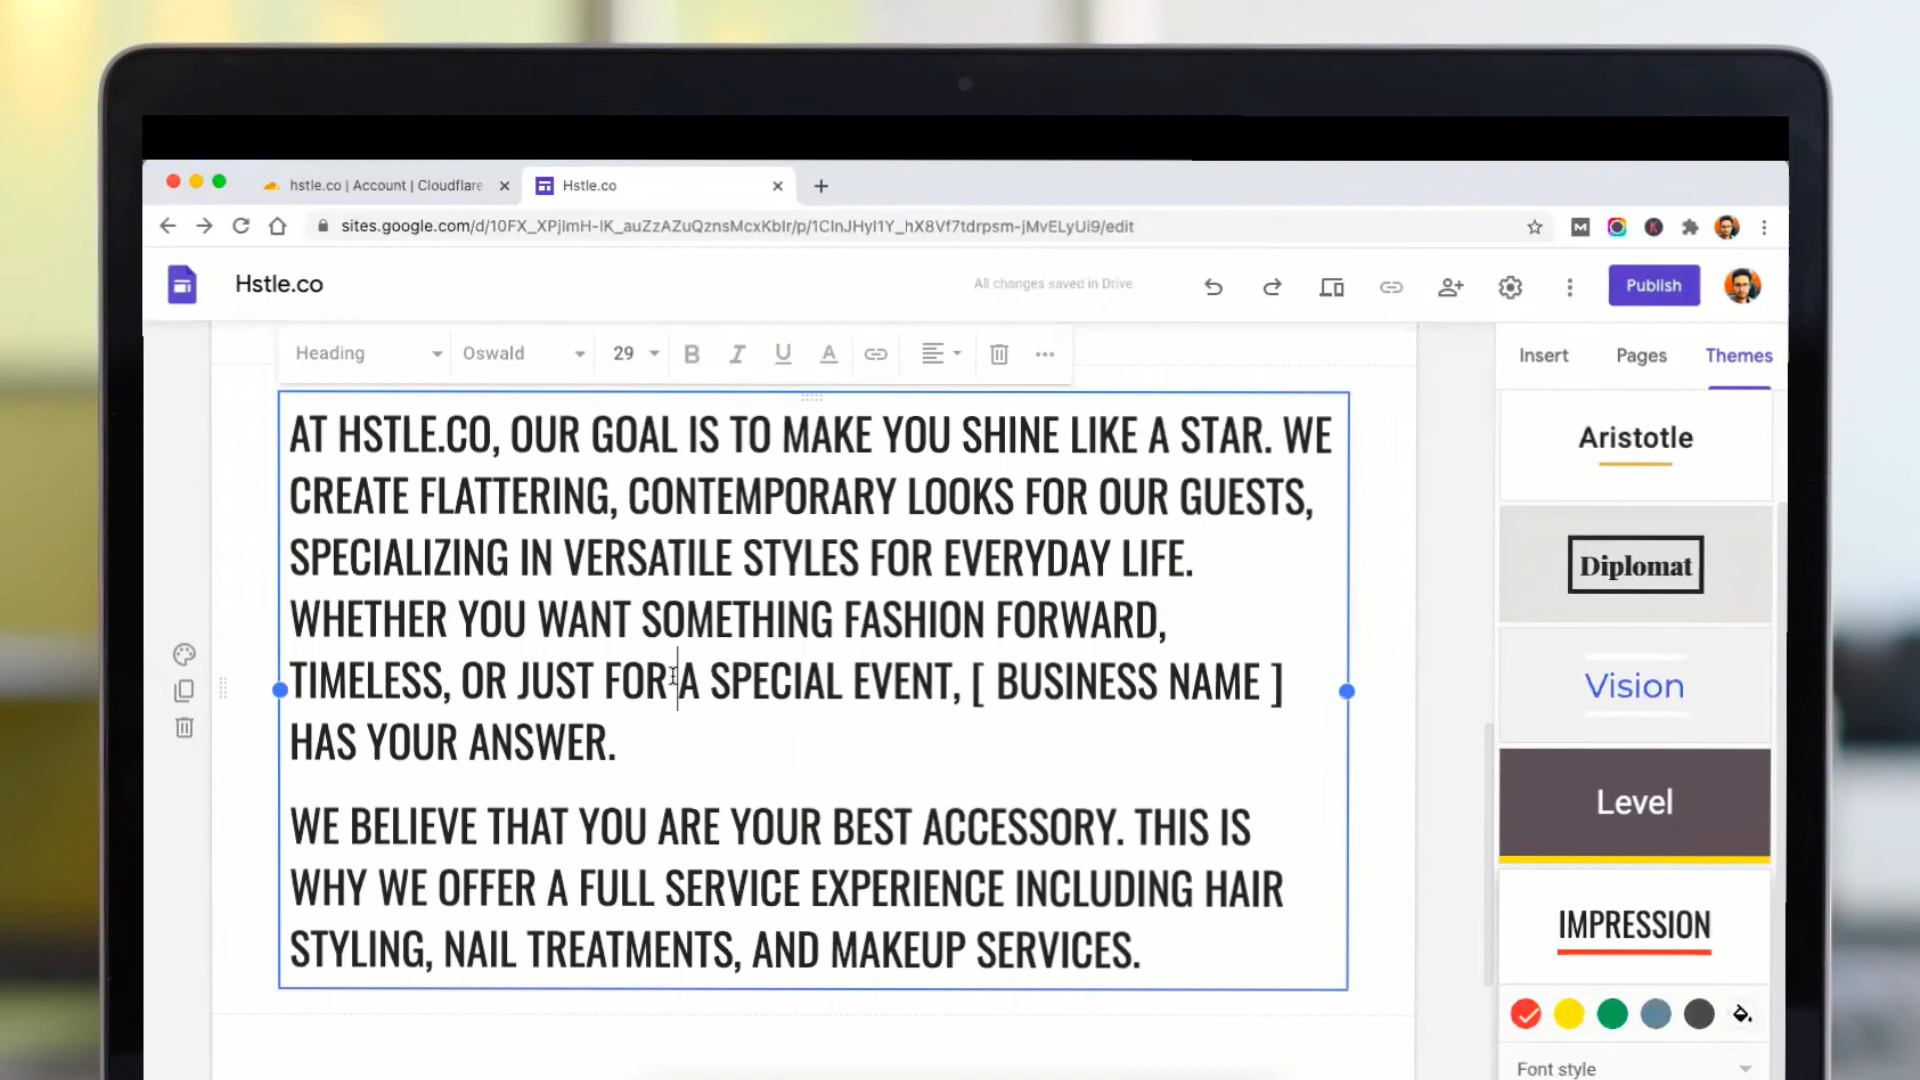 hstle.co | Account | Cloudflare
Hstle.co
sites.google.com/d/10FX_XPjlmH-IK_auZzAZuQznsMcxKbIr/p/1ClnJHyI1Y_hX8Vf7tdrpsm-jMvELyUi9/edit
Hstle.co
All changes saved in Drive
Publish
Heading
Oswald
29
B
I
U
A
Insert
Pages
Themes
AT HSTLE.CO, OUR GOAL IS TO MAKE YOU SHINE LIKE A STAR. WE
CREATE FLATTERING, CONTEMPORARY LOOKS FOR OUR GUESTS,
SPECIALIZING IN VERSATILE STYLES FOR EVERYDAY LIFE.
WHETHER YOU WANT SOMETHING FASHION FORWARD,
TIMELESS, OR JUST FOR A SPECIAL EVENT, [ BUSINESS NAME ]
HAS YOUR ANSWER.
WE BELIEVE THAT YOU ARE YOUR BEST ACCESSORY. THIS IS
WHY WE OFFER A FULL SERVICE EXPERIENCE INCLUDING HAIR
STYLING, NAIL TREATMENTS, AND MAKEUP SERVICES.
Aristotle
Diplomat
Vision
Level
IMPRESSION
Font style